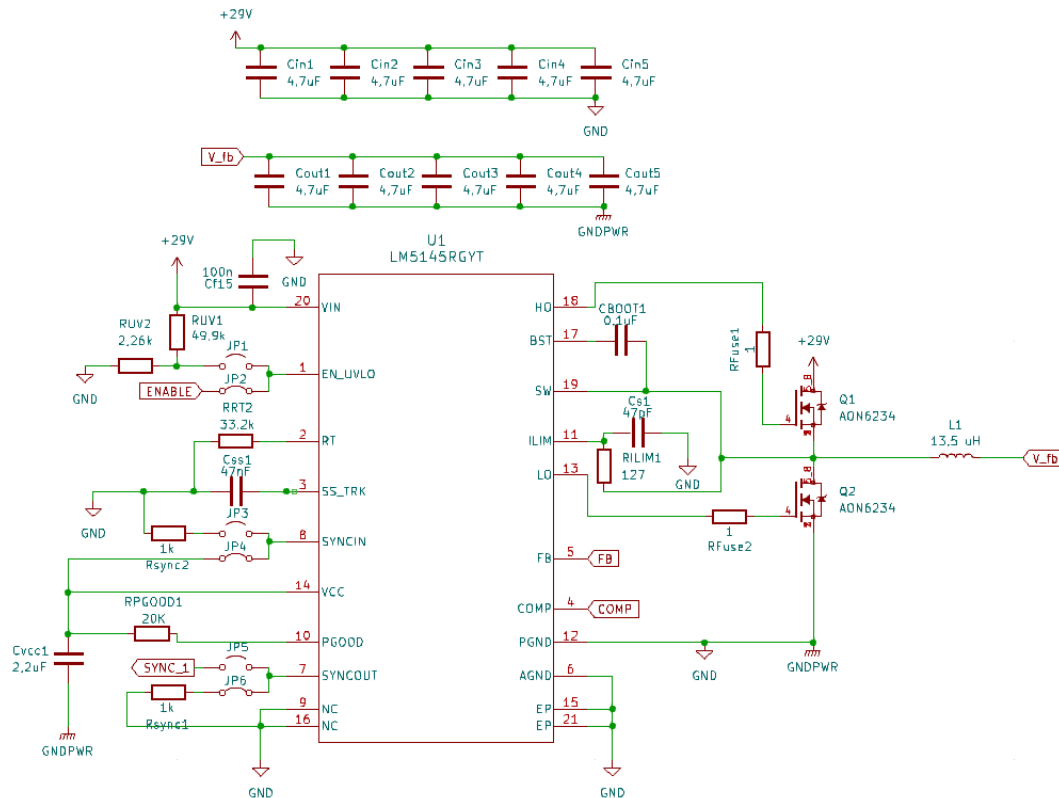 +29V
Cin1
4,7uF
Cin2
4,7uF
Cin3
4,7uF
Cin4
4,7uF
Cin5
4,7uF
GND
V_fb
Cout1
4,7uF
Cout2
4,7uF
Cout3
4,7uF
Cout4
4,7uF
Cout5
4,7uF
GNDPWR
U1
LM5145RGYT
+29V
100n
Cf15
GND
20 VIN
RUV2
2,26k
RUV1
49.9k
GND
JP1
1 EN_UVLO
ENABLE
JP2
RRT2
33.2k
2 RT
Css1
47nF
3 SS_TRK
GND
JP3
8 SYNCIN
1k
Rsync2
JP4
14 VCC
RPGOOD1
20K
10 PGOOD
Cvcc1
2,2uF
SYNC_1
JP5
7 SYNCOUT
JP6
1k
Rsync1
9 NC
16 NC
GNDPWR
GND
HO 18
CBOOT1
0,1uF
BST 17
SW 19
Cs1
47pF
ILIM 11
RILIM1
127
GND
LO 13
RFuse1
1
+29V
5_8
4
Q1
AON6234
L1
13,5 uH
V_fb
5_8
4
Q2
AON6234
1
RFuse2
FB 5
FB
COMP 4
COMP
PGND 12
GND
GNDPWR
AGND 6
EP 15
EP 21
GND